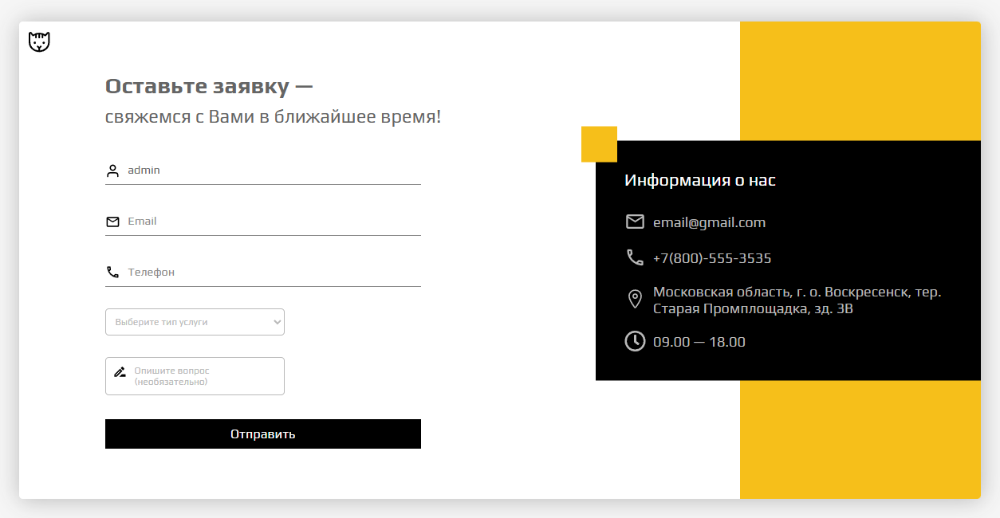 Оставьте заявку —
свяжемся с Вами в ближайшее время!
admin
Email
Телефон
Выберите тип услуги
Опишите вопрос
(необязательно)
Отправить
Информация о нас
email@gmail.com
+7(800)-555-3535
Московская область, г. о. Воскресенск, тер.
Старая Промплощадка, зд. 3В
09.00 — 18.00